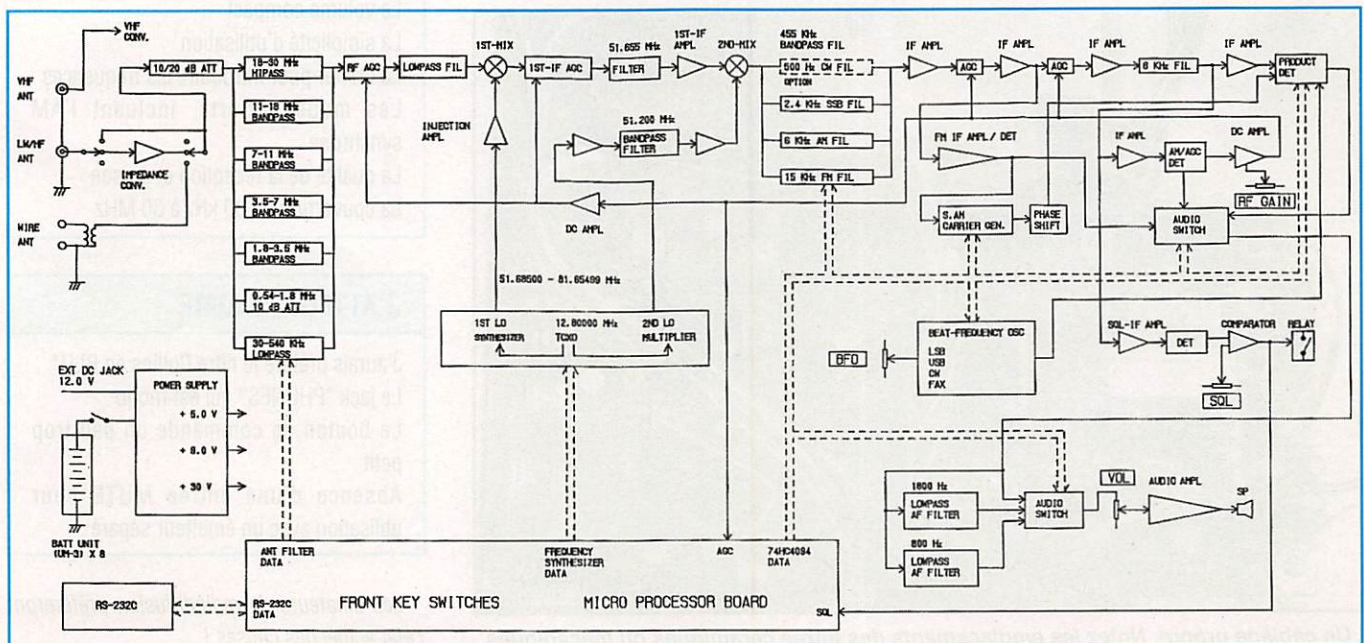 VHF
CONV.
VHF
ANT
LW/HF
ANT
IMPEDANCE
CONV.
WIRE
ANT
10/20 dB ATT
18-30 MHz
HIPASS
11-18 MHz
BANDPASS
7-11 MHz
BANDPASS
3.5-7 MHz
BANDPASS
1.8-3.5 MHz
BANDPASS
0.54-1.8 MHz
10 dB ATT
30-540 KHz
LOWPASS
RF AGC
LOWPASS FIL
1ST-MIX
1ST-IF AGC
51.655 MHz
FILTER
1ST-IF
AMPL
2ND-MIX
455 KHz
BANDPASS FIL
500 Hz CW FIL
OPTION
2.4 KHz SSB FIL
6 KHz AM FIL
15 KHz FM FIL
IF AMPL
AGC
IF AMPL
AGC
IF AMPL
6 KHz FIL
IF AMPL
PRODUCT
DET
INJECTION
AMPL
51.200 MHz
BANDPASS
FILTER
DC AMPL
FM IF AMPL/ DET
S.AM
CARRIER GEN.
PHASE
SHIFT
IF AMPL
AM/AGC
DET
DC AMPL
RF GAIN
AUDIO
SWITCH
51.68500 - 81.65499 MHz
1ST LO
SYNTHESIZER
12.80000 MHz
TCXO
2ND LO
MULTIPLIER
BFO
BEAT-FREQUENCY OSC
LSB
USB
CW
FAX
SQL-IF AMPL
DET
COMPARATOR
RELAY
SQL
EXT DC JACK
12.0 V
POWER SUPPLY
+ 5.0 V
+ 9.0 V
+ 30 V
BATT UNIT
(UM-3) X 8
1800 Hz
LOWPASS
AF FILTER
800 Hz
LOWPASS
AF FILTER
AUDIO
SWITCH
VOL
AUDIO AMPL
SP
ANT FILTER
DATA
FREQUENCY
SYNTHESIZER
DATA
AGC
74HC4094
DATA
RS-232C
RS-232C
DATA
FRONT KEY SWITCHES
MICRO PROCESSOR BOARD
SQL